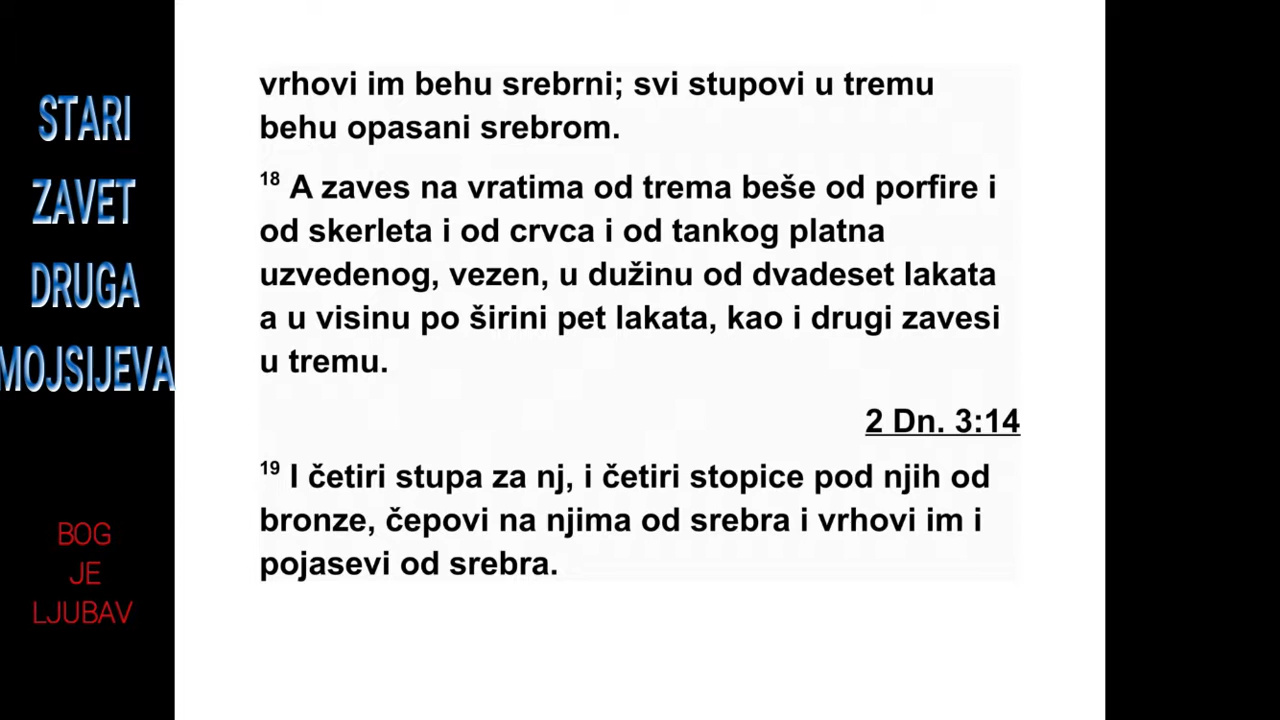 STARI
ZAVET
DRUGA
MOJSIJEVA
BOG
JE
LJUBAV
vrhovi im behu srebrni; svi stupovi u tremu
behu opasani srebrom.
18 A zaves na vratima od trema beše od porfire i
od skerleta i od crvca i od tankog platna
uzvedenog, vezen, u dužinu od dvadeset lakata
a u visinu po širini pet lakata, kao i drugi zavesi
u tremu.
2 Dn. 3:14
19 I četiri stupa za nj, i četiri stopice pod njih od
bronze, čepovi na njima od srebra i vrhovi im i
pojasevi od srebra.